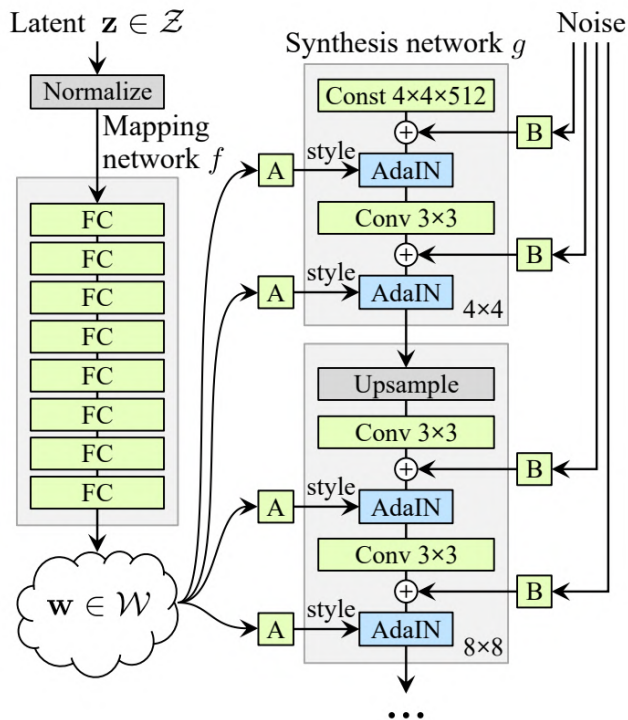 Latent z ∈ Z
Normalize
Mapping
network f
FC
FC
FC
FC
FC
FC
FC
FC
w ∈ W
Synthesis network g
Noise
Const 4×4×512
B
A
style
AdaIN
Conv 3×3
B
A
style
AdaIN
4×4
Upsample
Conv 3×3
B
A
style
AdaIN
Conv 3×3
B
A
style
AdaIN
8×8
...